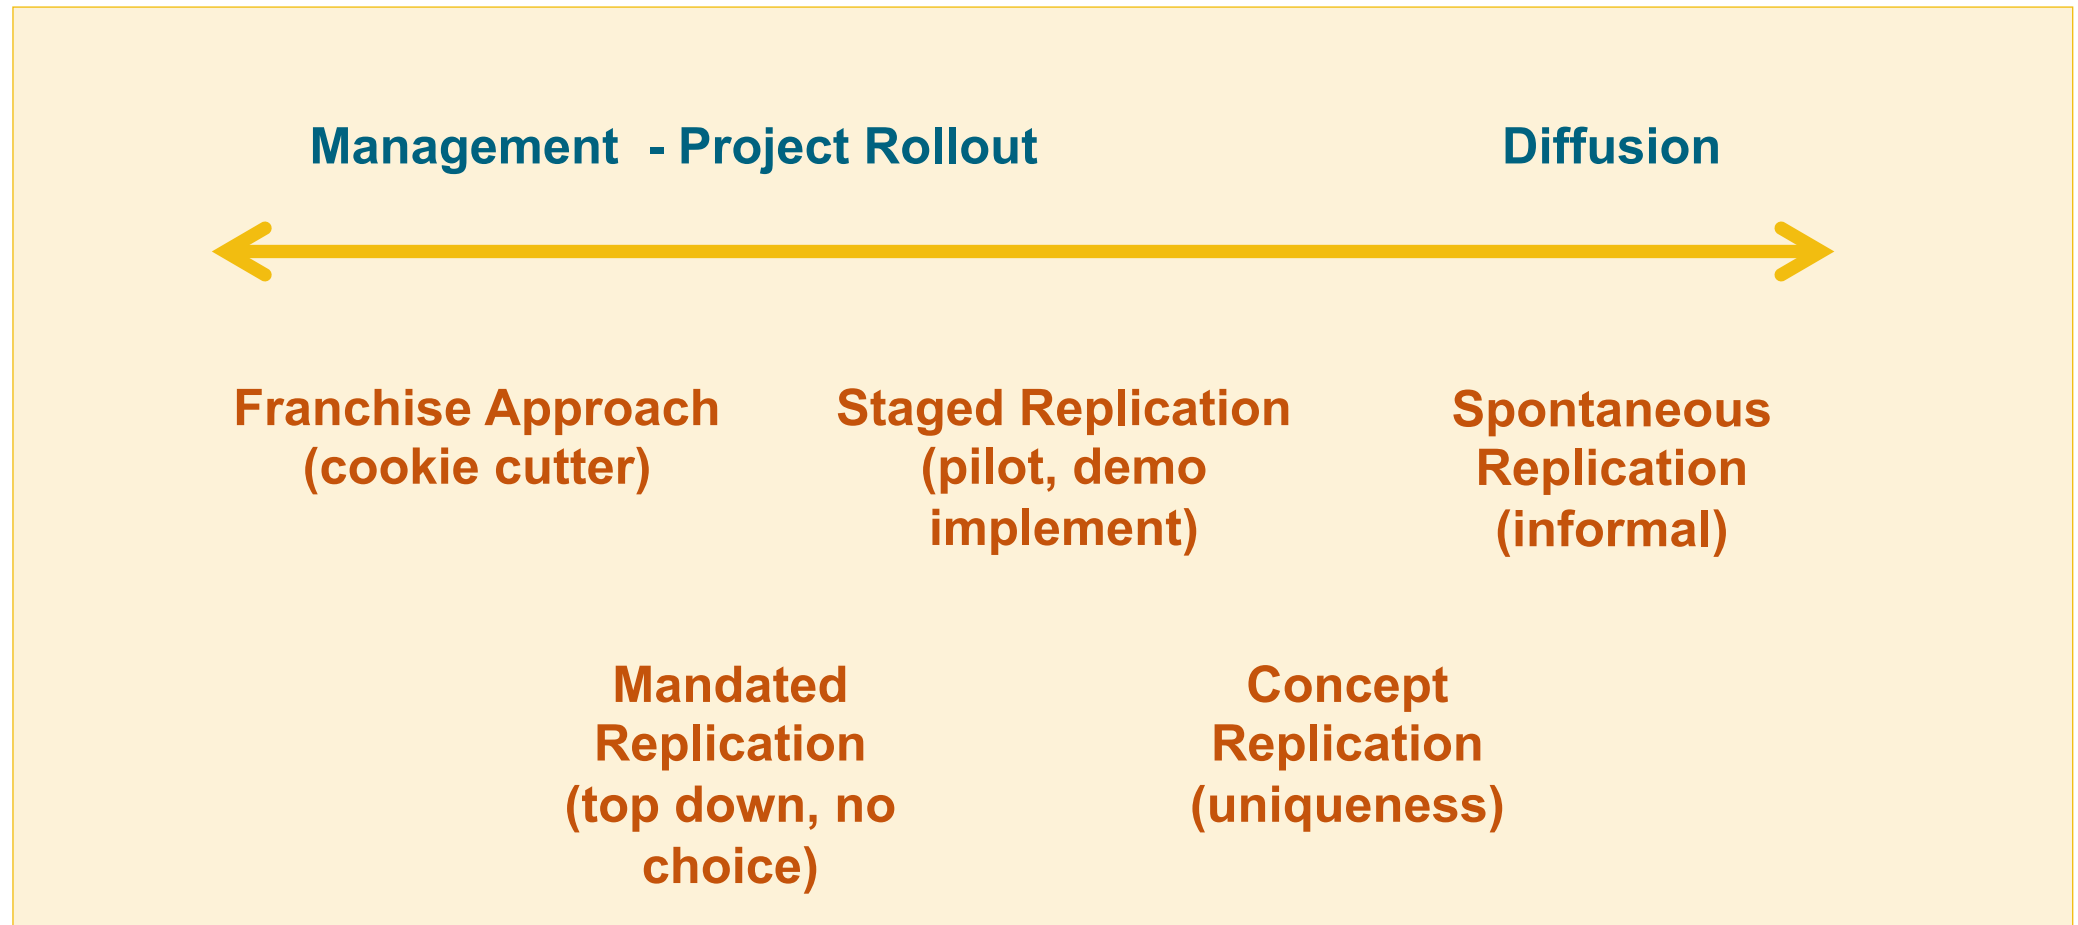 Management  - Project Rollout
Diffusion
Franchise Approach
(cookie cutter)
Staged Replication
(pilot, demo
implement)
Spontaneous
Replication
(informal)
Mandated
Replication
(top down, no
choice)
Concept
Replication
(uniqueness)